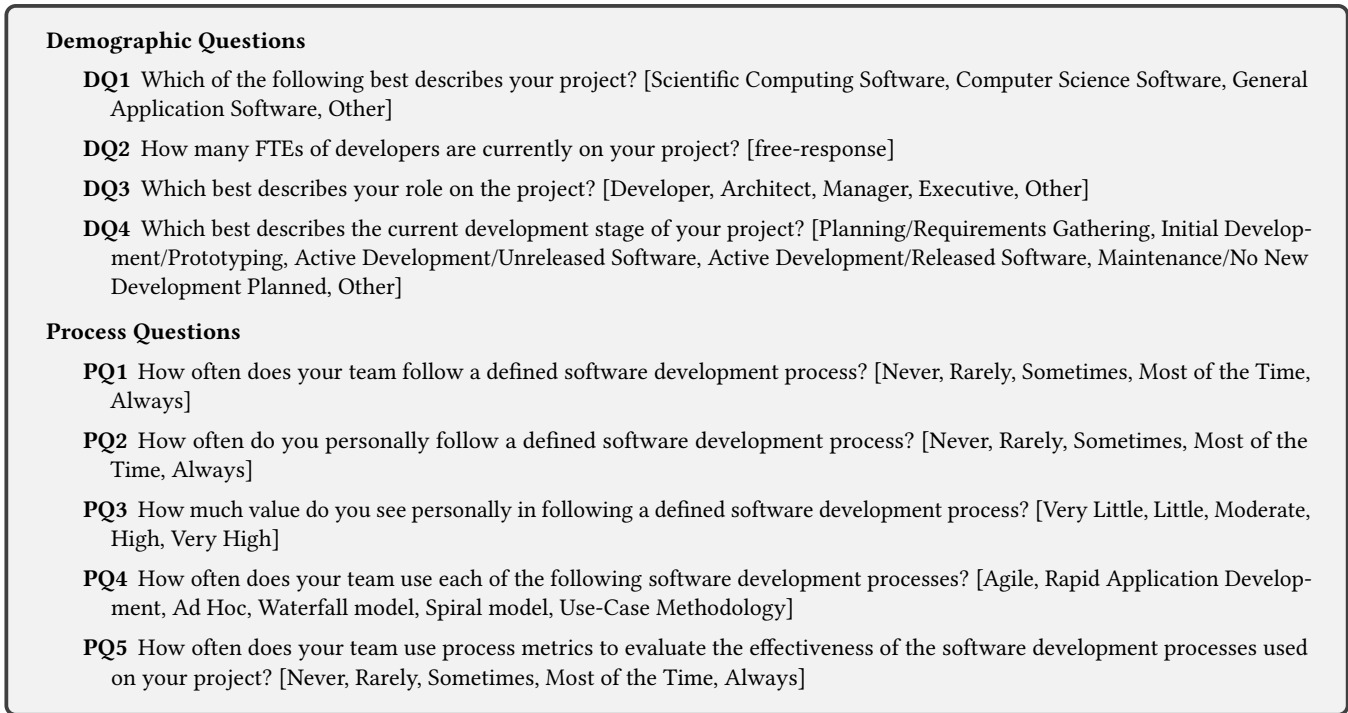 Demographic Questions
DQ1 Which of the following best describes your project? [Scientific Computing Software, Computer Science Software, General
Application Software, Other]
DQ2 How many FTEs of developers are currently on your project? [free-response]
DQ3 Which best describes your role on the project? [Developer, Architect, Manager, Executive, Other]
DQ4 Which best describes the current development stage of your project? [Planning/Requirements Gathering, Initial Develop-
ment/Prototyping, Active Development/Unreleased Software, Active Development/Released Software, Maintenance/No New
Development Planned, Other]
Process Questions
PQ1 How often does your team follow a defined software development process? [Never, Rarely, Sometimes, Most of the Time,
Always]
PQ2 How often do you personally follow a defined software development process? [Never, Rarely, Sometimes, Most of the
Time, Always]
PQ3 How much value do you see personally in following a defined software development process? [Very Little, Little, Moderate,
High, Very High]
PQ4 How often does your team use each of the following software development processes? [Agile, Rapid Application Develop-
ment, Ad Hoc, Waterfall model, Spiral model, Use-Case Methodology]
PQ5 How often does your team use process metrics to evaluate the effectiveness of the software development processes used
on your project? [Never, Rarely, Sometimes, Most of the Time, Always]